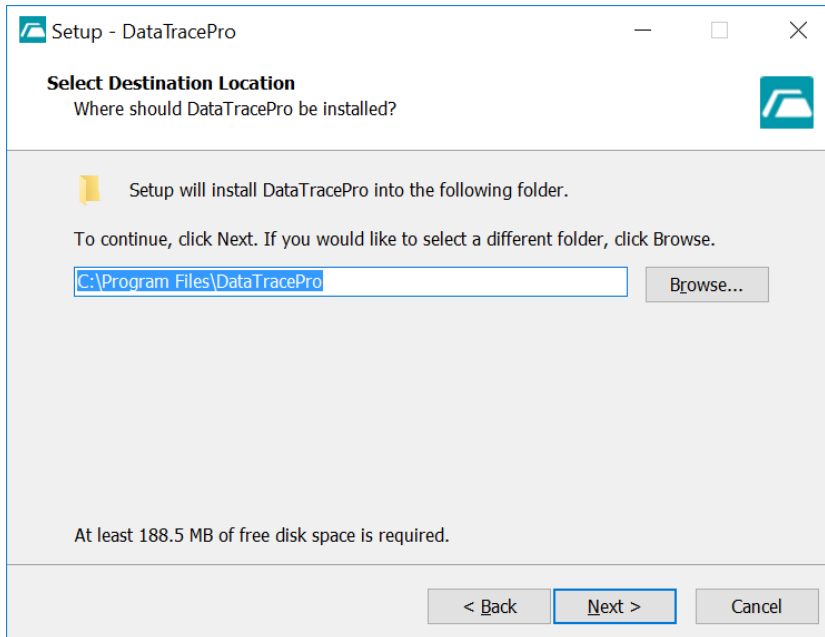 Setup - DataTracePro
Select Destination Location
Where should DataTracePro be installed?
Setup will install DataTracePro into the following folder.
To continue, click Next. If you would like to select a different folder, click Browse.
C:\Program Files\DataTracePro
Browse...
At least 188.5 MB of free disk space is required.
< Back
Next >
Cancel